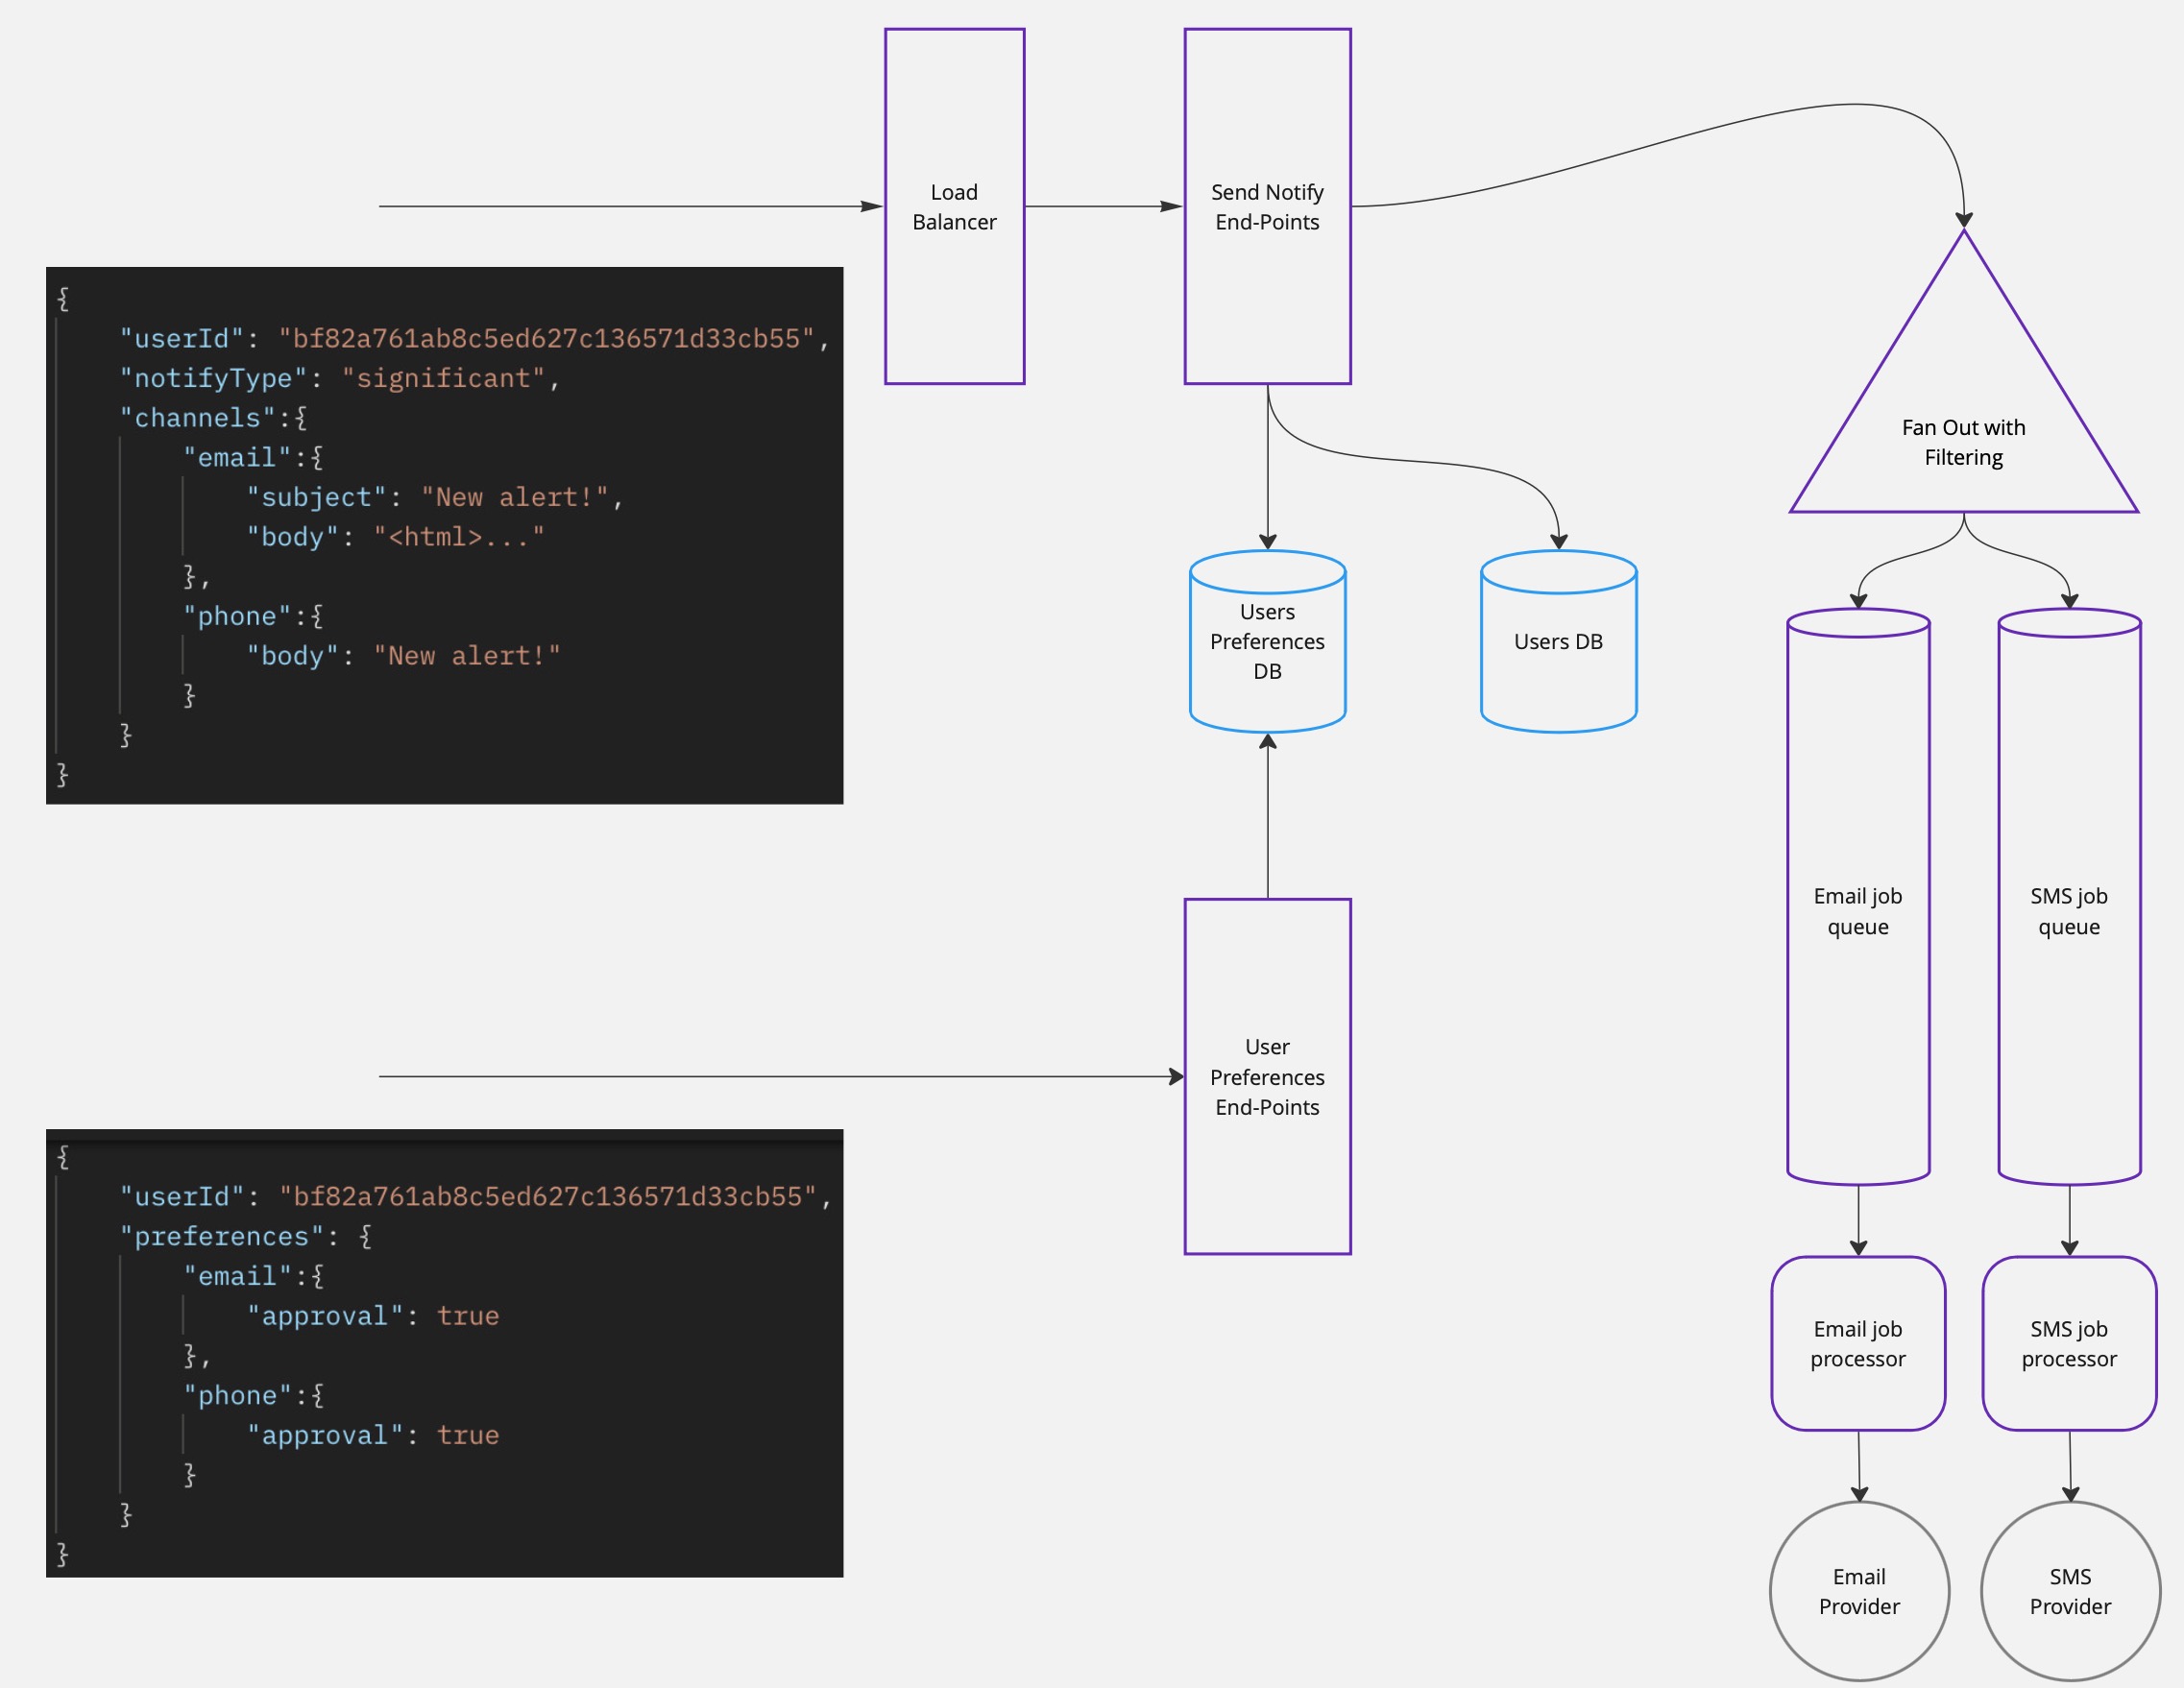 Load
Balancer
Send Notify
End-Points
{
    "userId": "bf82a761ab8c5ed627c136571d33cb55",
    "notifyType": "significant",
    "channels":{
        "email":{
            "subject": "New alert!",
            "body": "<html>..."
        },
        "phone":{
            "body": "New alert!"
        }
    }
}
Fan Out with
Filtering
Users
Preferences
DB
Users DB
Email job
queue
SMS job
queue
User
Preferences
End-Points
{
    "userId": "bf82a761ab8c5ed627c136571d33cb55",
    "preferences": {
        "email":{
            "approval": true
        },
        "phone":{
            "approval": true
        }
    }
}
Email job
processor
SMS job
processor
Email
Provider
SMS
Provider